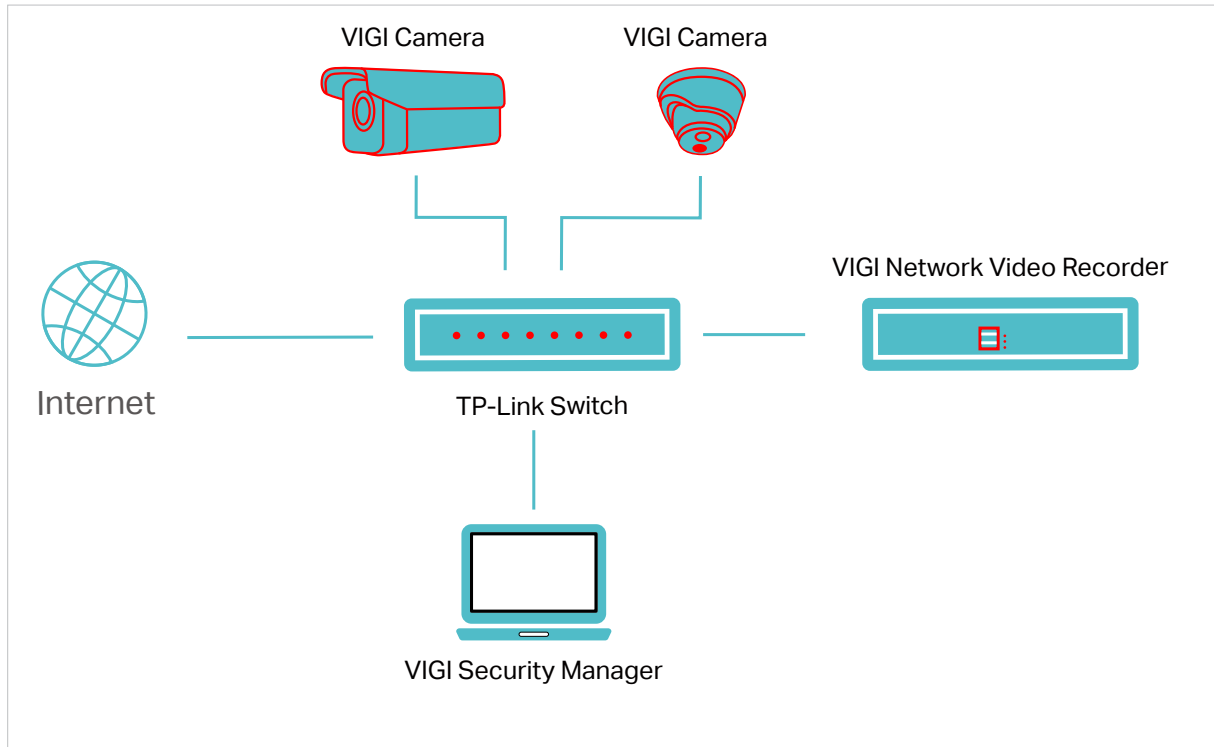 VIGI Camera
VIGI Camera
VIGI Network Video Recorder
Internet
TP-Link Switch
VIGI Security Manager